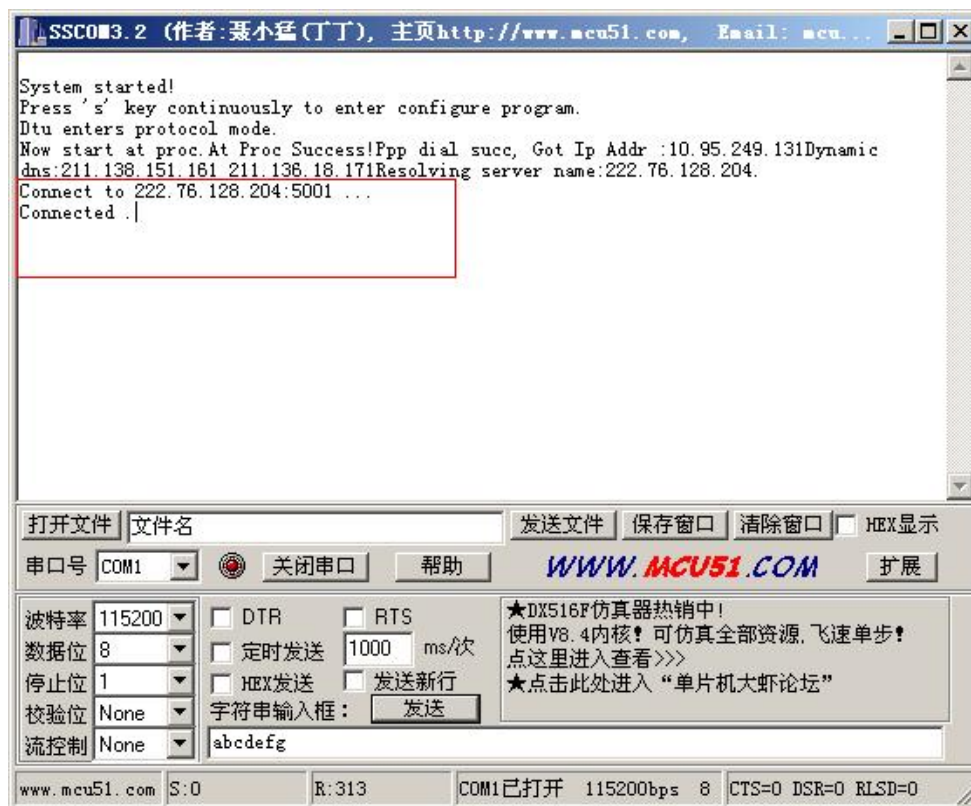 SSCOM3.2 (作者:聂小猛(丁丁), 主页http://www.mcu51.com, Email: mcu...
System started!
Press 's' key continuously to enter configure program.
Dtu enters protocol mode.
Now start at proc.At Proc Success!Ppp dial succ, Got Ip Addr :10.95.249.131Dynamic
dns:211.138.151.161 211.136.18.171Resolving server name:222.76.128.204.
Connect to 222.76.128.204:5001 ...
Connected .
打开文件 文件名 发送文件 保存窗口 清除窗口 HEX显示
串口号 COM1 关闭串口 帮助 WWW.MCU51.COM 扩展
波特率 115200 DTR RTS
数据位 8 定时发送 1000 ms/次
停止位 1 HEX发送 发送新行
校验位 None 字符串输入框: 发送
流控制 None abcdefg
★DX516F仿真器热销中!
使用V8.4内核! 可仿真全部资源,飞速单步!
点这里进入查看>>>
★点击此处进入“单片机大虾论坛”
www.mcu51.com S:0 R:313 COM1已打开 115200bps 8 CTS=0 DSR=0 RLSD=0